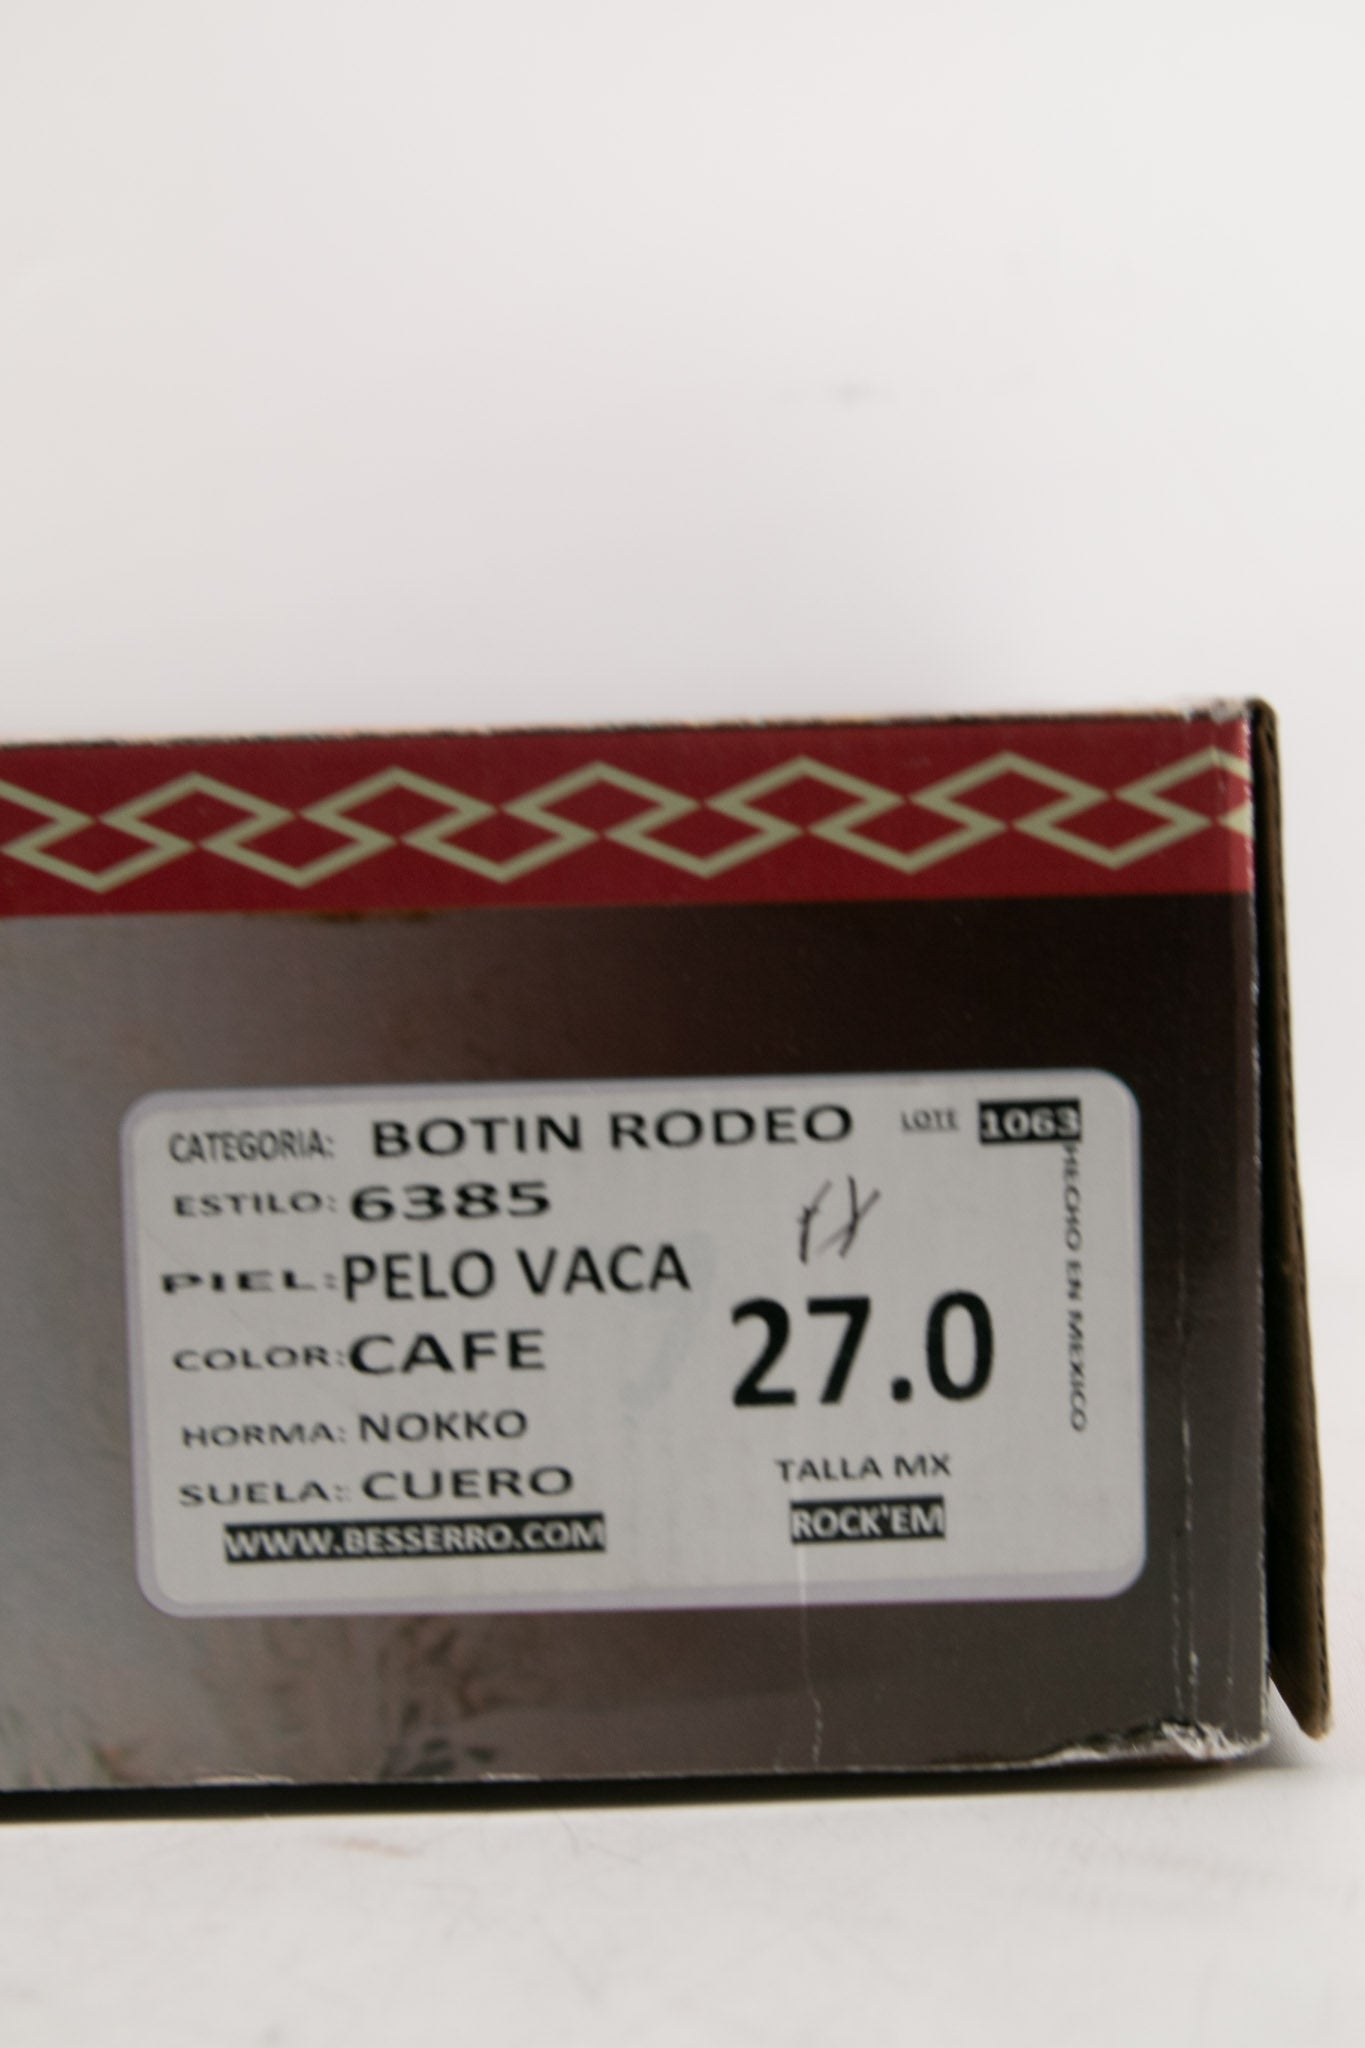 CATEGORIA: BOTIN RODEO LOTE 1063
ESTILO: 6385
PIEL: PELO VACA
COLOR: CAFE
HORMA: NOKKO
SUELA: CUERO
WWW.BESSERRO.COM
27.0
TALLA MX
ROCK'EM
HECHO EN MEXICO